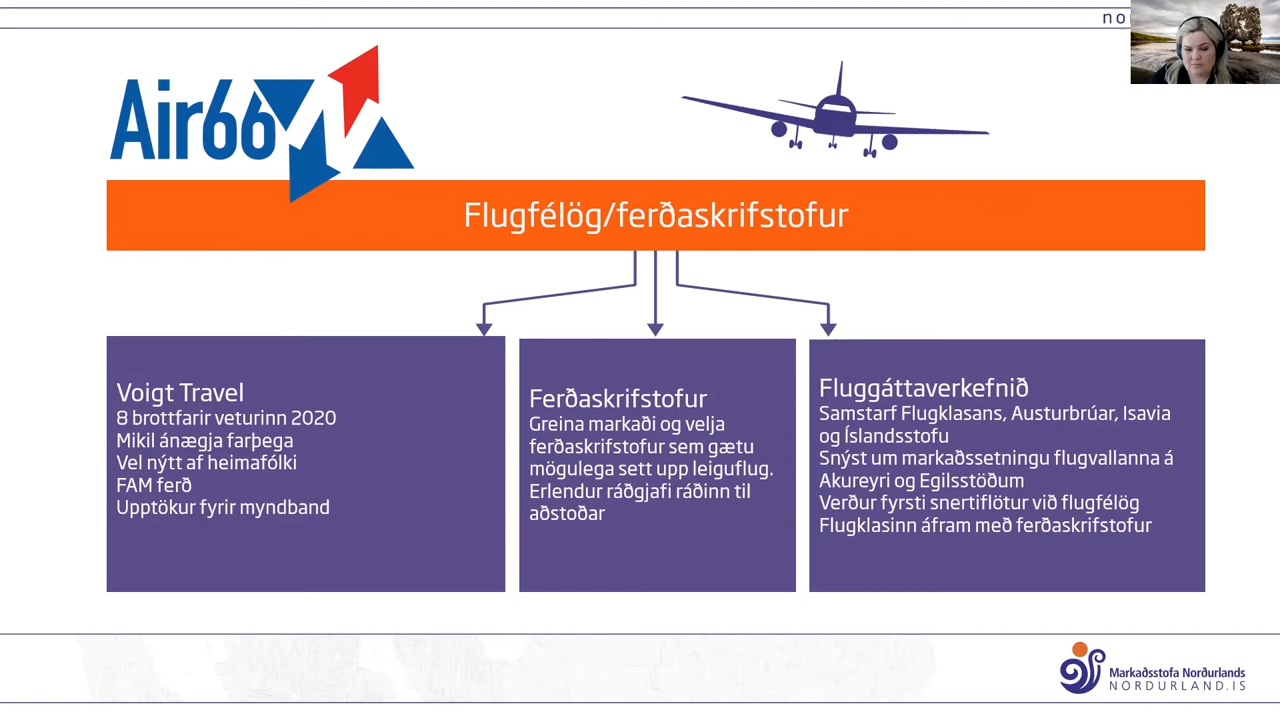 no
Air66N
Flugfélög/ferðaskrifstofur
Voigt Travel
8 brottfarir veturinn 2020
Mikil ánægja farþega
Vel nýtt af heimafólki
FAM ferð
Upptökur fyrir myndband
Ferðaskrifstofur
Greina markaði og velja
ferðaskrifstofur sem gætu
mögulega sett upp leiguflug.
Erlendur ráðgjafi ráðinn til
aðstoðar
Fluggáttaverkefnið
Samstarf Flugklasans, Austurbrúar, Isavia
og Íslandsstofu
Snýst um markaðssetningu flugvallanna á
Akureyri og Egilsstöðum
Verður fyrsti snertiflötur við flugfélög
Flugklasinn áfram með ferðaskrifstofur
Markaðsstofa Norðurlands
NORDURLAND.IS